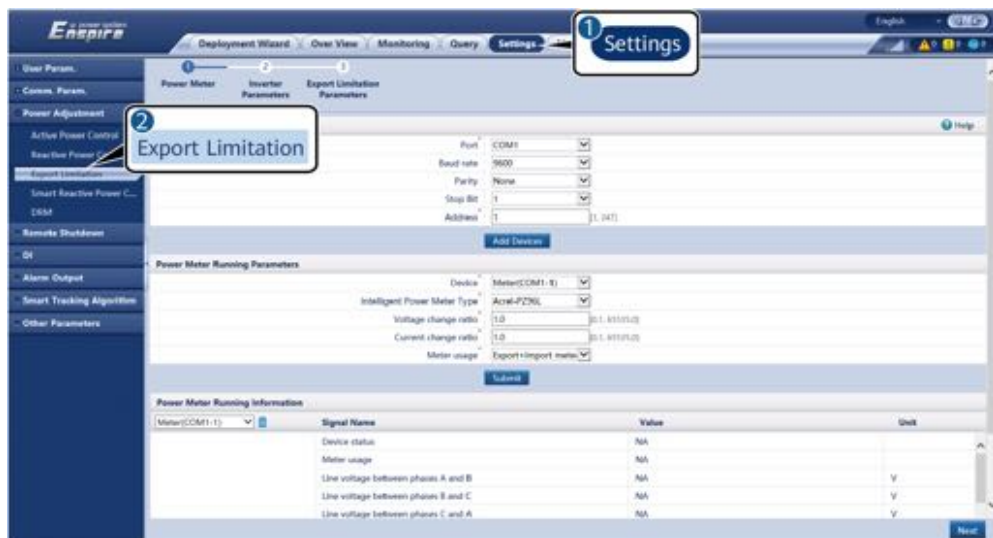 Enspire
English
Deployment Wizard
Over View
Monitoring
Query
Settings
1
Settings
User Param.
Comm. Param.
Power Adjustment
Active Power Control
Export Limitation
Smart Reactive Power C...
DRM
Remote Shutdown
DI
Alarm Output
Smart Tracking Algorithm
Other Parameters
2
Export Limitation
1
2
3
Power Meter
Inverter Parameters
Export Limitation Parameters
Help
* Port COM1
Baud rate 9600
Parity None
Stop Bit 1
* Address 1 [1, 247]
Add Devices
Power Meter Running Parameters
* Device Meter(COM1-1)
* Intelligent Power Meter Type Acrel-PZ96L
* Voltage change ratio 1.0
* Current change ratio 1.0
* Meter usage Export+Import meter
Submit
Power Meter Running Information
Meter(COM1-1)
Signal Name Value Unit
Device status NA
Meter usage NA
Line voltage between phases A and B NA V
Line voltage between phases B and C NA V
Line voltage between phases C and A NA V
Next